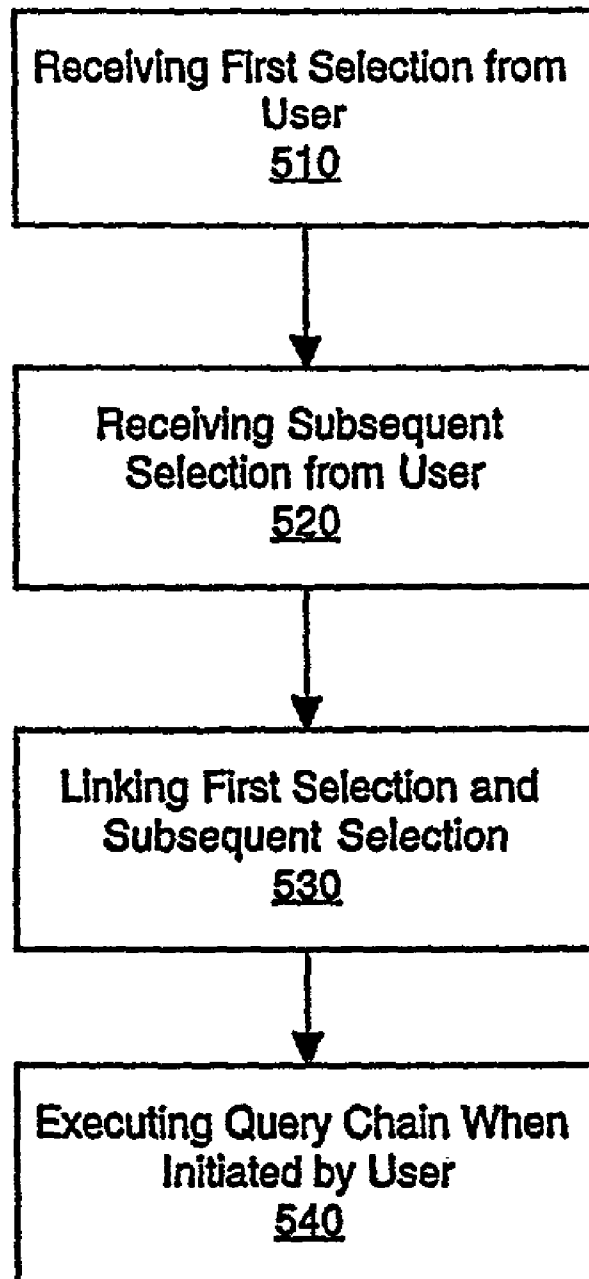 Receiving First Selection from
User
510
Receiving Subsequent
Selection from User
520
Linking First Selection and
Subsequent Selection
530
Executing Query Chain When
Initiated by User
540